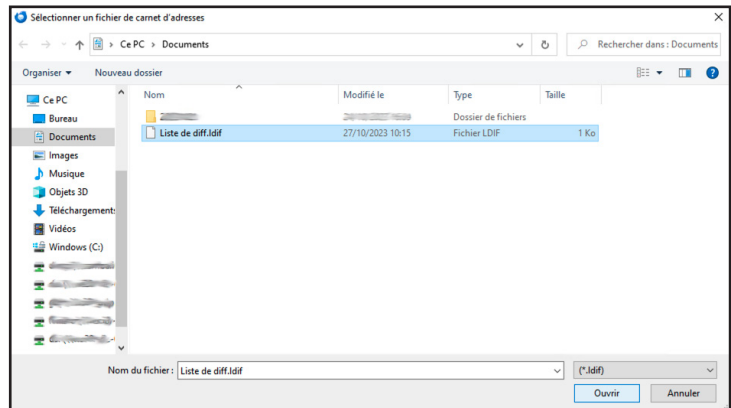 Sélectionner un fichier de carnet d'adresses
Ce PC > Documents
Rechercher dans : Documents
Organiser
Nouveau dossier
Nom Modifié le Type Taille
Dossier de fichiers
Liste de diff.ldif 27/10/2023 10:15 Fichier LDIF 1 Ko
Ce PC
Bureau
Documents
Images
Musique
Objets 3D
Téléchargements
Vidéos
Windows (C:)
Nom du fichier : Liste de diff.ldif (*.ldif)
Ouvrir Annuler